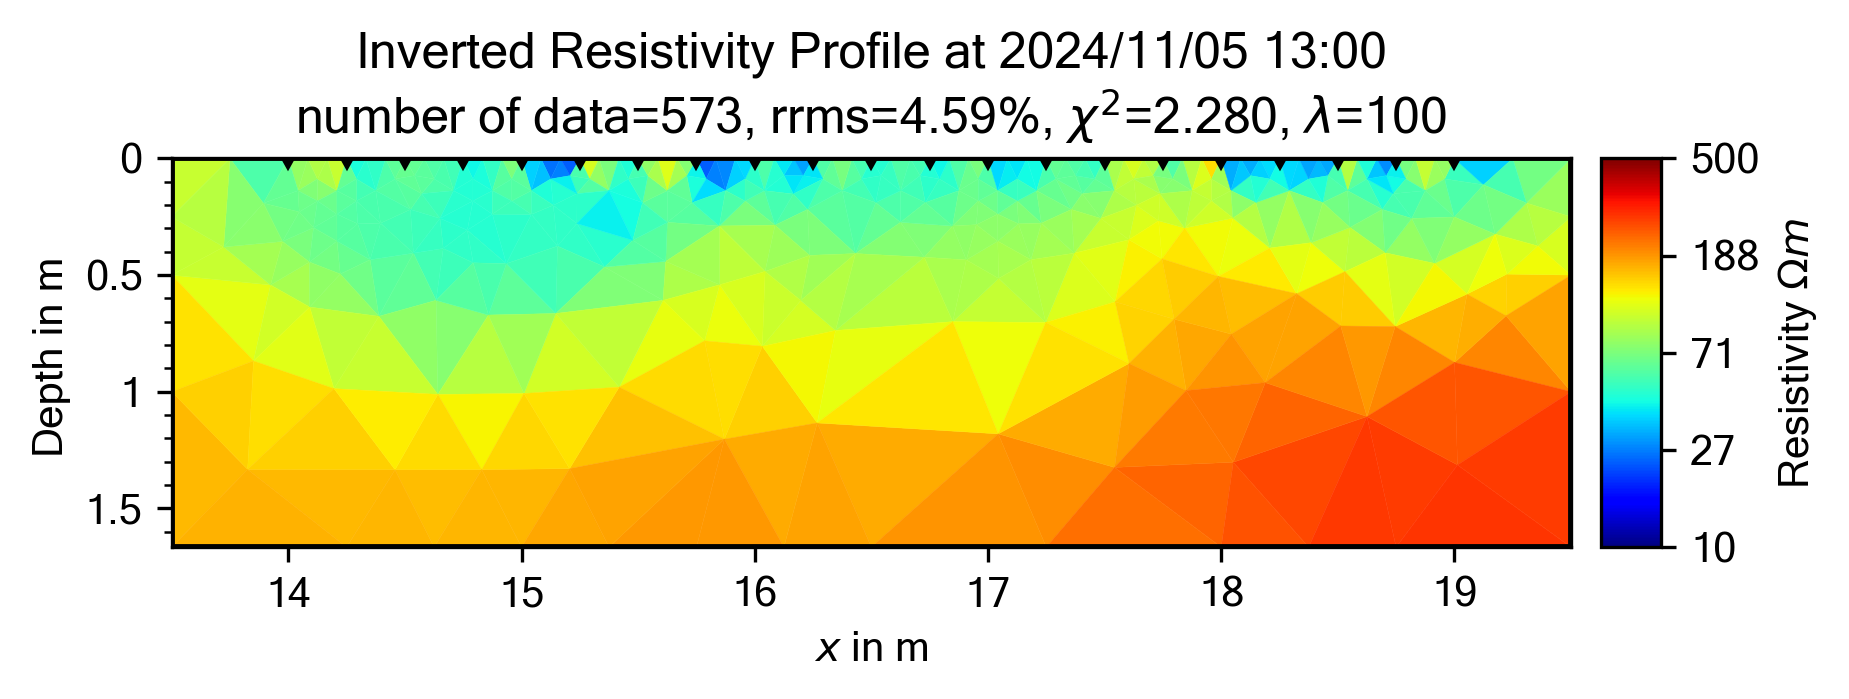 Inverted Resistivity Profile at 2024/11/05 13:00
number of data=573, rrms=4.59%, χ²=2.280, λ=100
0
0.5
1
1.5
Depth in m
14 15 16 17 18 19
x in m
500
188
71
27
10
Resistivity Ωm